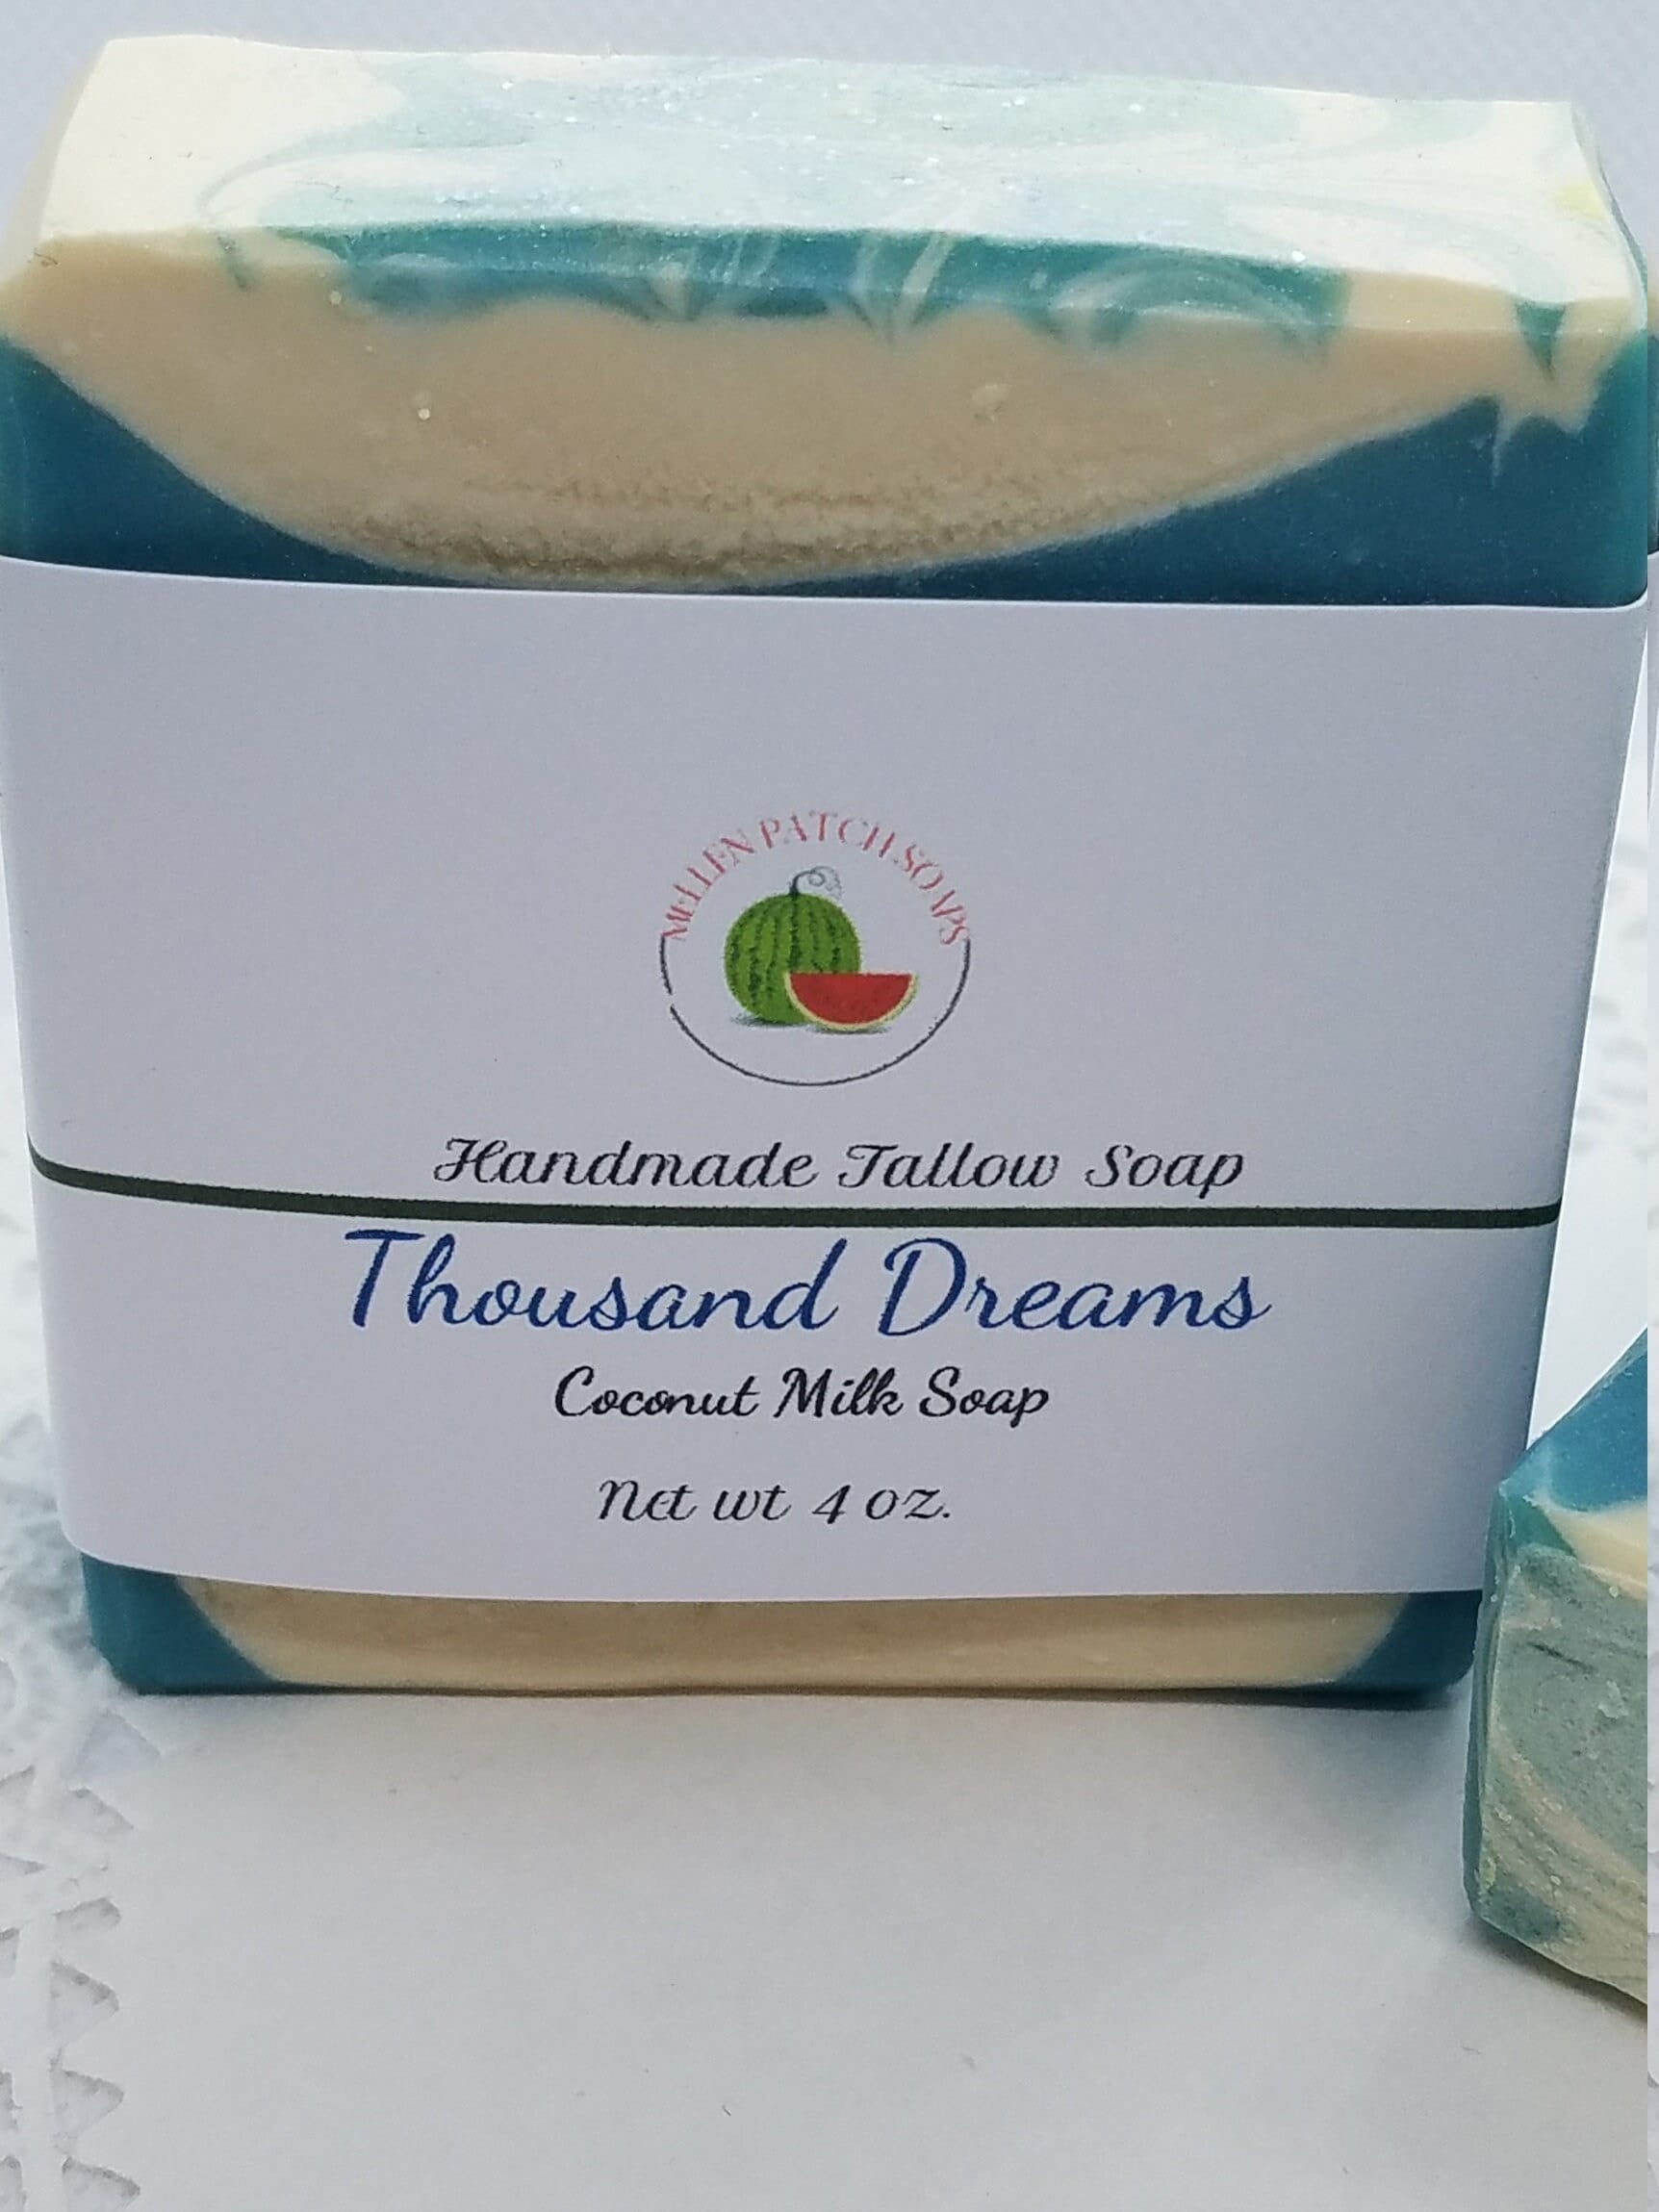 MELLEN PATCH SOAPS
Handmade Tallow Soap
Thousand Dreams
Coconut Milk Soap
Net wt 4 oz.